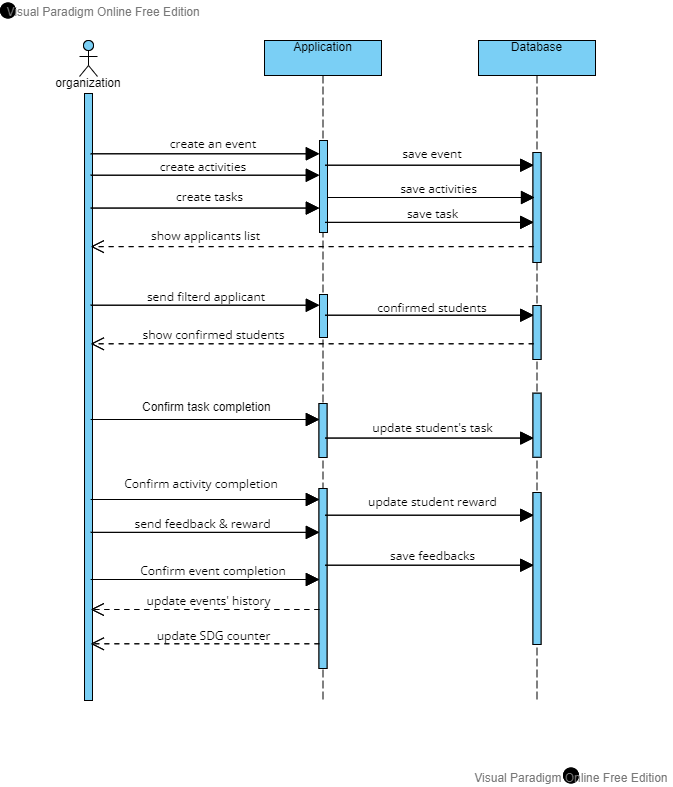 Visual Paradigm Online Free Edition
Application
Database
organization
create an event
save event
create activities
save activities
create tasks
save task
show applicants list
send filterd applicant
confirmed students
show confirmed students
Confirm task completion
update student's task
Confirm activity completion
update student reward
send feedback & reward
save feedbacks
Confirm event completion
update events' history
update SDG counter
Visual Paradigm Online Free Edition